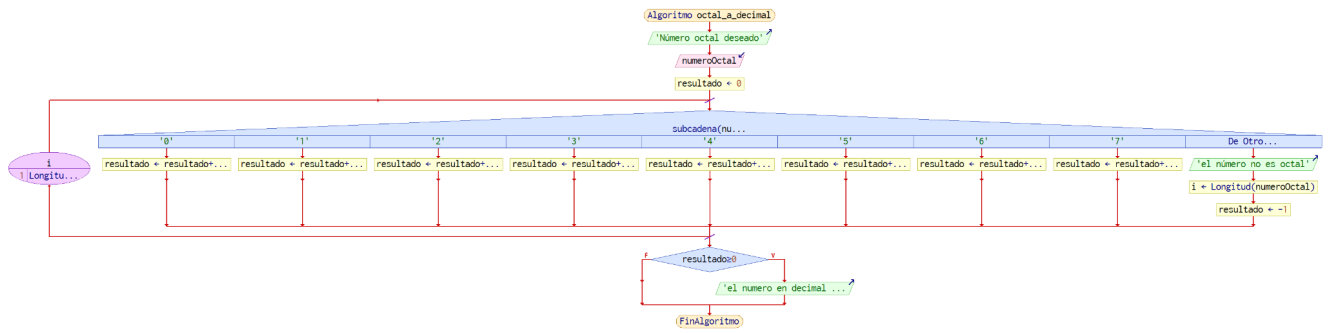 Algoritmo octal_a_decimal
'Número octal deseado'
numeroOctal
resultado ← 0
subcadena(nu...
'0' '1' '2' '3' '4' '5' '6' '7' De Otro...
i
1 Longitu...
resultado ← resultado+... resultado ← resultado+... resultado ← resultado+... resultado ← resultado+... resultado ← resultado+... resultado ← resultado+... resultado ← resultado+... resultado ← resultado+... 'el número no es octal'
i ← Longitud(numeroOctal)
resultado ← -1
F resultado≥0 V
'el numero en decimal ...
FinAlgoritmo